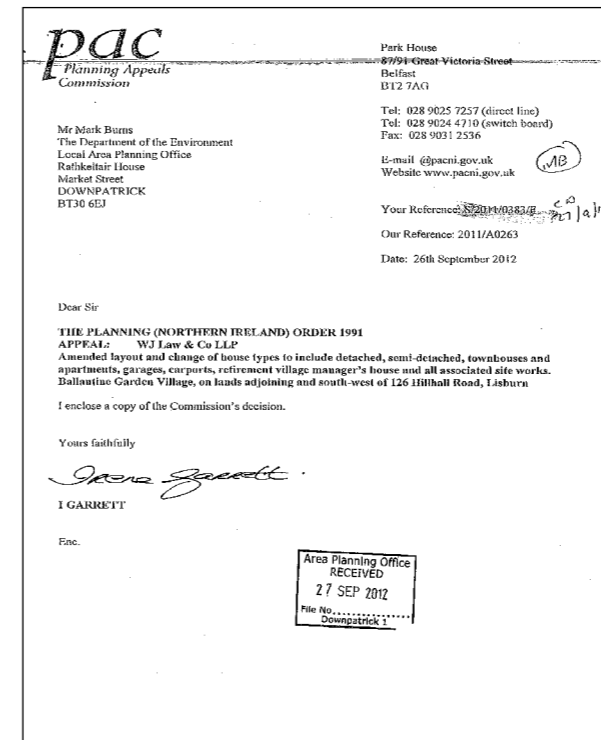 pac
Planning Appeals
Commission
Park House
87/91 Great Victoria Street
Belfast
BT2 7AG
Tel: 028 9025 7257 (direct line)
Tel: 028 9024 4710 (switch board)
Fax: 028 9031 2536
E-mail @pacni.gov.uk
Website www.pacni.gov.uk
Mr Mark Burns
The Department of the Environment
Local Area Planning Office
Rathkeltair House
Market Street
DOWNPATRICK
BT30 6EJ
Your Reference: S/2011/0383/F
Our Reference: 2011/A0263
Date: 26th September 2012
Dear Sir
THE PLANNING (NORTHERN IRELAND) ORDER 1991
APPEAL: WJ Law & Co LLP
Amended layout and change of house types to include detached, semi-detached, townhouses and
apartments, garages, carports, retirement village manager's house and all associated site works.
Ballantine Garden Village, on lands adjoining and south-west of 126 Hillhall Road, Lisburn
I enclose a copy of the Commission's decision.
Yours faithfully
Irene Garrett.
I GARRETT
Enc.
Area Planning Office
RECEIVED
27 SEP 2012
File No..............
Downpatrick 1